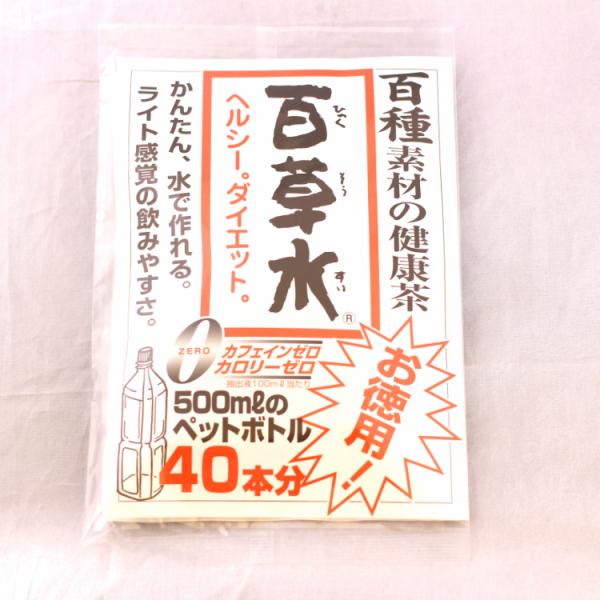 百種素材の健康茶
百草水
ひゃく
そう
すい
®
ヘルシー。ダイエット。
かんたん、水で作れる。
ライト感覚の飲みやすさ。
0
ZERO
カフェインゼロ
カロリーゼロ
抽出液100mℓ当たり
500mℓの
ペットボトル
40本分
お徳用!